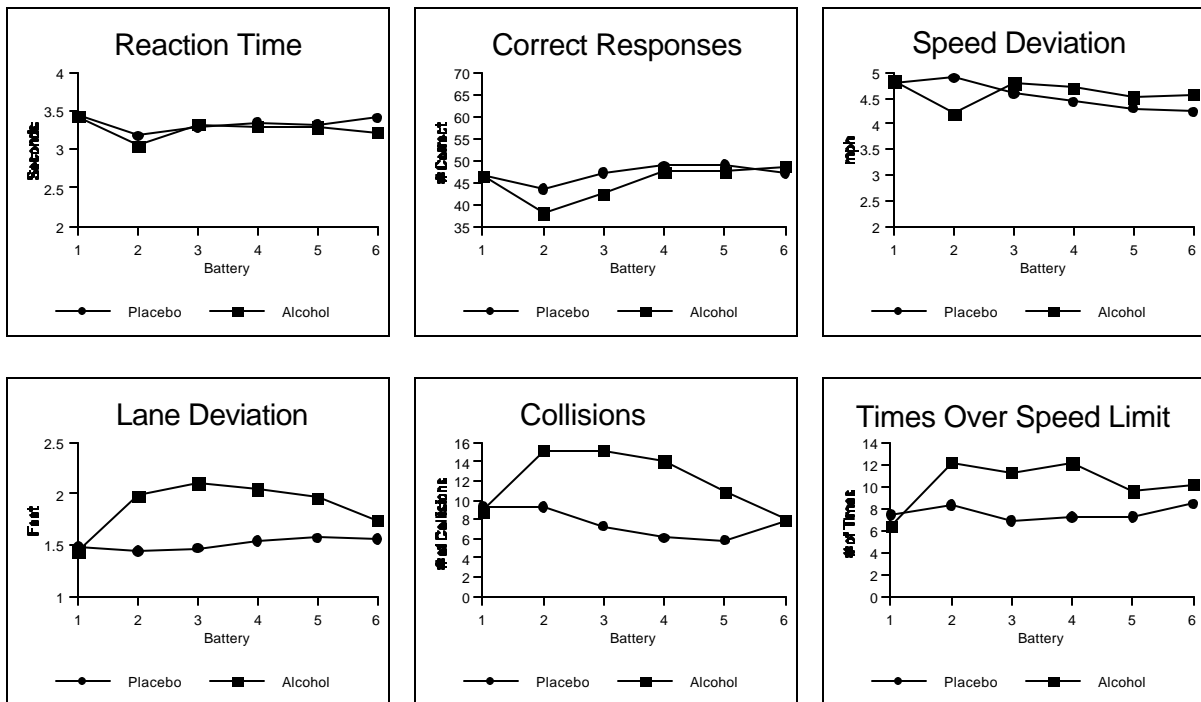 Reaction Time
4
3.5
3
2.5
2
Seconds
1 2 3 4 5 6
Battery
Placebo Alcohol
Correct Responses
70
65
60
55
50
45
40
35
# Correct
1 2 3 4 5 6
Battery
Placebo Alcohol
Speed Deviation
5
4.5
4
3.5
3
2.5
2
mph
1 2 3 4 5 6
Battery
Placebo Alcohol
Lane Deviation
2.5
2
1.5
1
Feet
1 2 3 4 5 6
Battery
Placebo Alcohol
Collisions
16
14
12
10
8
6
4
2
0
# of Collisions
1 2 3 4 5 6
Battery
Placebo Alcohol
Times Over Speed Limit
14
12
10
8
6
4
2
0
# of Times
1 2 3 4 5 6
Battery
Placebo Alcohol